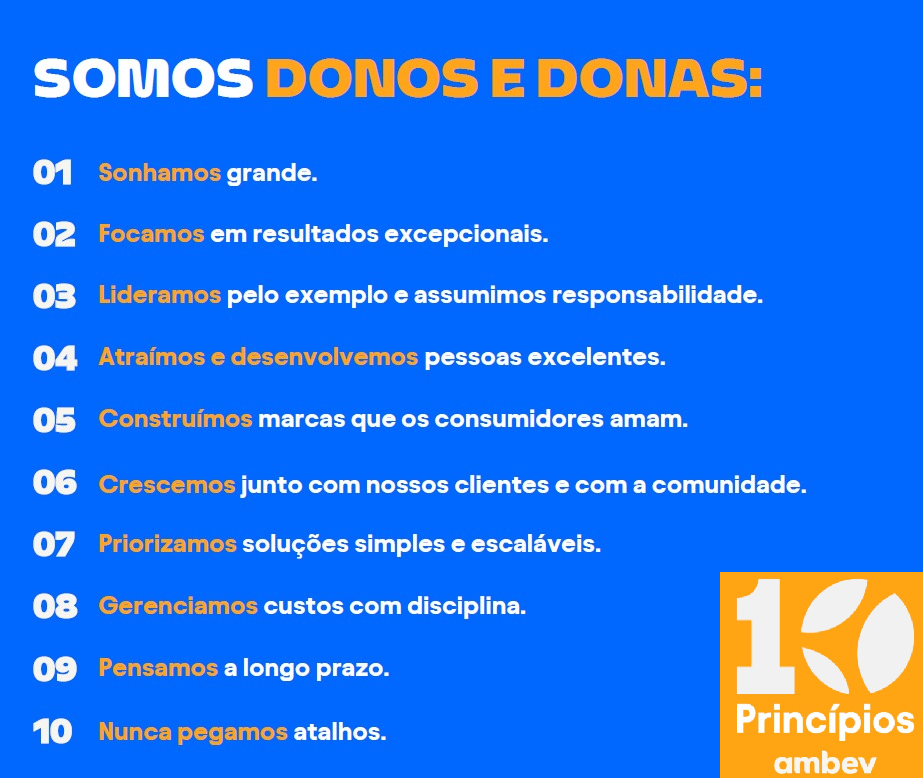 SOMOS DONOS E DONAS:
01 Sonhamos grande.
02 Focamos em resultados excepcionais.
03 Lideramos pelo exemplo e assumimos responsabilidade.
04 Atraímos e desenvolvemos pessoas excelentes.
05 Construímos marcas que os consumidores amam.
06 Crescemos junto com nossos clientes e com a comunidade.
07 Priorizamos soluções simples e escaláveis.
08 Gerenciamos custos com disciplina.
09 Pensamos a longo prazo.
10 Nunca pegamos atalhos.
10
Princípios
ambev